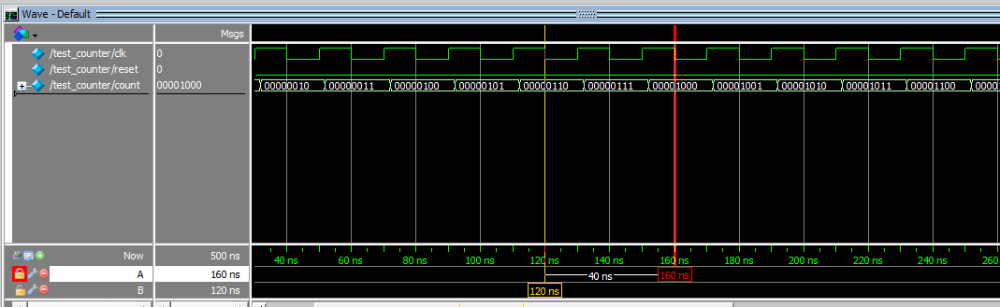 Wave - Default
Msgs
/test_counter/clk 0
/test_counter/reset 0
/test_counter/count 00001000 00000010 00000011 00000100 00000101 00000110 00000111 00001000 00001001 00001010 00001011 00001100
Now 500 ns 40 ns 60 ns 80 ns 100 ns 120 ns 140 ns 160 ns 180 ns 200 ns 220 ns 240 ns
A 160 ns 40 ns 160 ns
B 120 ns 120 ns